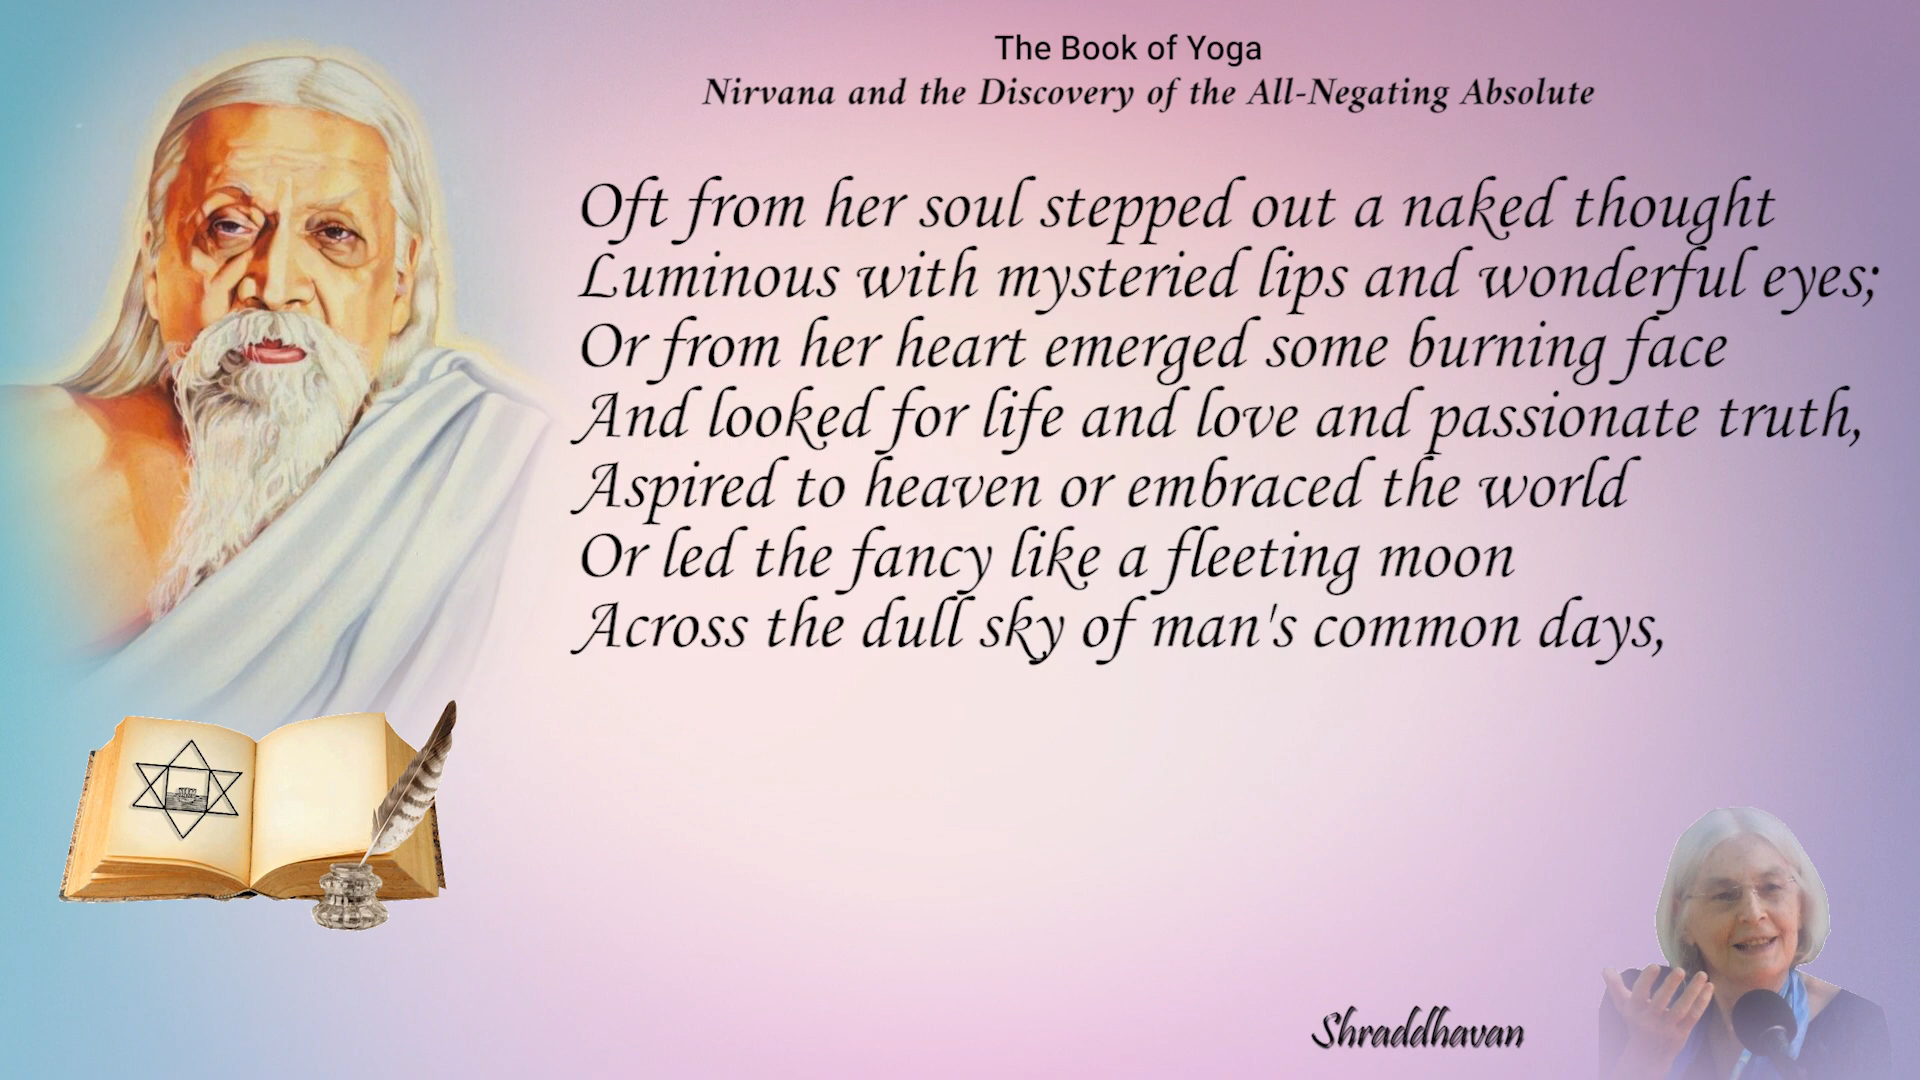 The Book of Yoga
Nirvana and the Discovery of the All-Negating Absolute
Oft from her soul stepped out a naked thought
Luminous with mysteried lips and wonderful eyes;
Or from her heart emerged some burning face
And looked for life and love and passionate truth,
Aspired to heaven or embraced the world
Or led the fancy like a fleeting moon
Across the dull sky of man's common days,
Shraddhavan